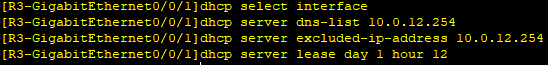 [R3-GigabitEthernet0/0/1]dhcp select interface
[R3-GigabitEthernet0/0/1]dhcp server dns-list 10.0.12.254
[R3-GigabitEthernet0/0/1]dhcp server excluded-ip-address 10.0.12.254
[R3-GigabitEthernet0/0/1]dhcp server lease day 1 hour 12